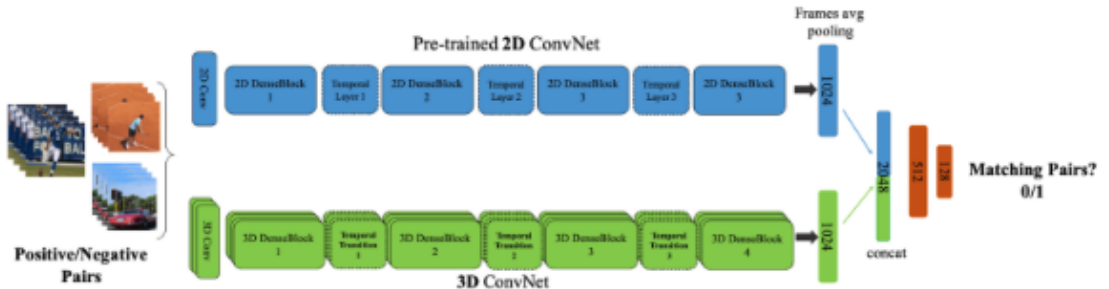 Frames avg
pooling
Pre-trained 2D ConvNet
2D Conv
2D DenseBlock
1
Temporal
Layer 1
2D DenseBlock
2
Temporal
Layer 2
2D DenseBlock
3
Temporal
Layer 3
2D DenseBlock
3
1024
BALL
2048
512
128
Matching Pairs?
0/1
3D Conv
3D DenseBlock
1
Temporal
Transition
1
3D DenseBlock
2
Temporal
Transition
2
3D DenseBlock
3
Temporal
Transition
3
3D DenseBlock
4
1024
concat
Positive/Negative
Pairs
3D ConvNet